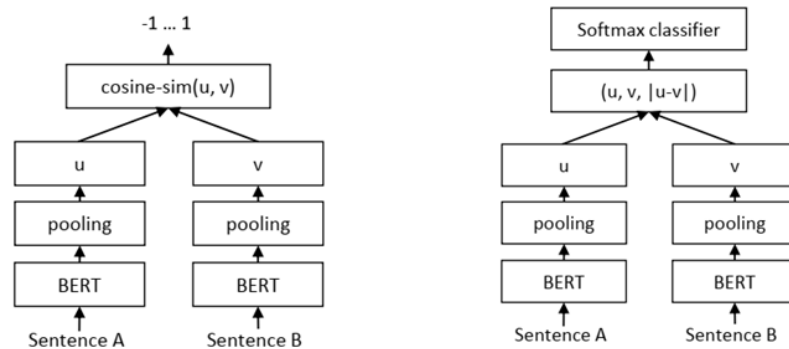 -1 … 1
cosine-sim(u, v)
u
v
pooling
pooling
BERT
BERT
Sentence A
Sentence B
Softmax classifier
(u, v, |u-v|)
u
v
pooling
pooling
BERT
BERT
Sentence A
Sentence B